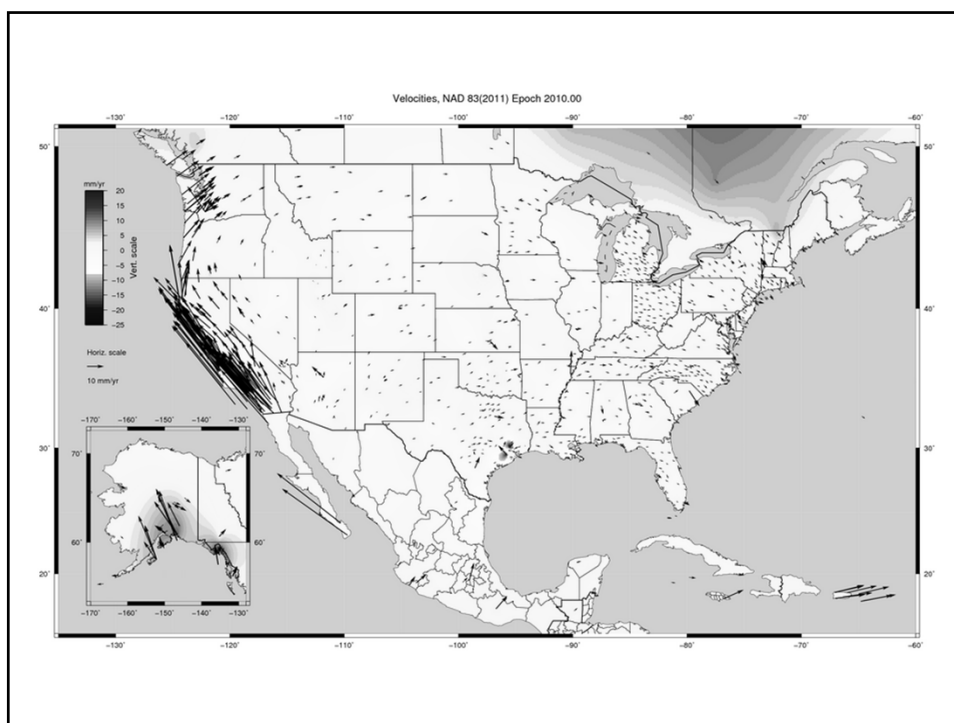 Velocities, NAD 83(2011) Epoch 2010.00
−130˚ −120˚ −110˚ −100˚ −90˚ −80˚ −70˚ −60˚
50˚ 50˚
mm/yr
20
15
10
5
0
−5
−10
−15
−20
−25
Vert. scale
40˚ 40˚
Horiz. scale
10 mm/yr
−170˚ −160˚ −150˚ −140˚ −130˚
70˚ 70˚
30˚ 30˚
60˚ 60˚
20˚ 20˚
−170˚ −160˚ −150˚ −140˚ −130˚
−130˚ −120˚ −110˚ −100˚ −90˚ −80˚ −70˚ −60˚